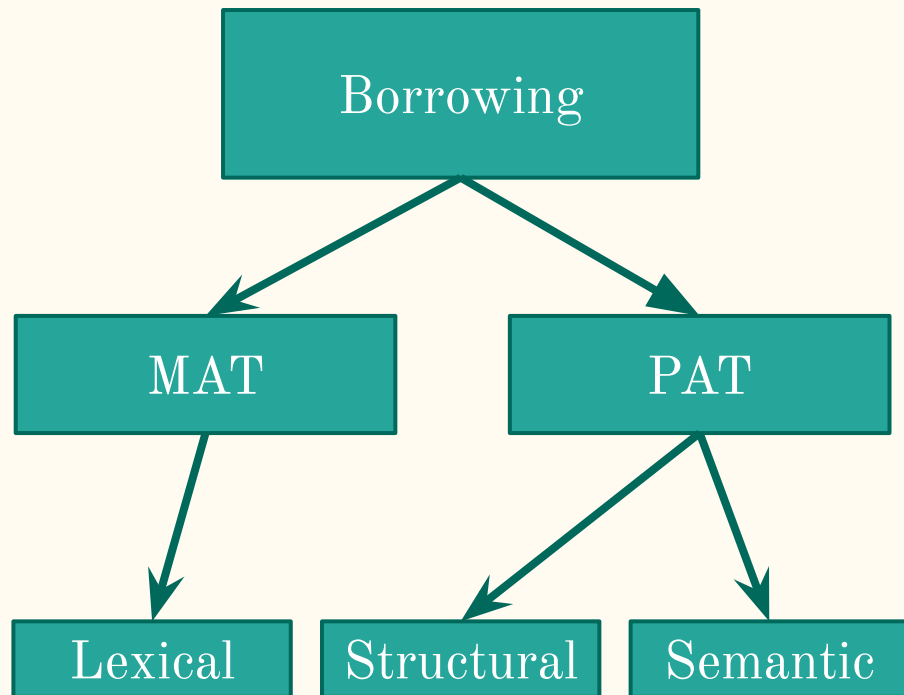 Borrowing
MAT
PAT
Lexical
Structural
Semantic